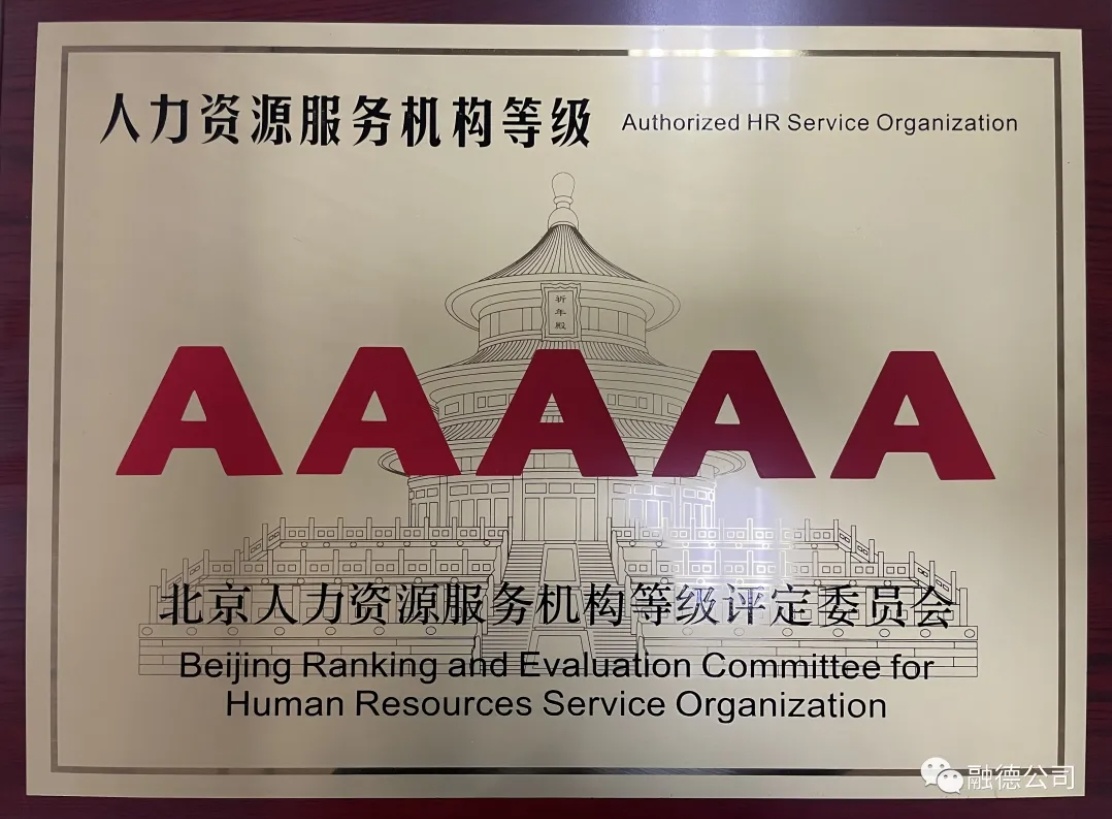 人力资源服务机构等级 Authorized HR Service Organization
祈年殿
AAAAA
北京人力资源服务机构等级评定委员会
Beijing Ranking and Evaluation Committee for
Human Resources Service Organization
融德公司